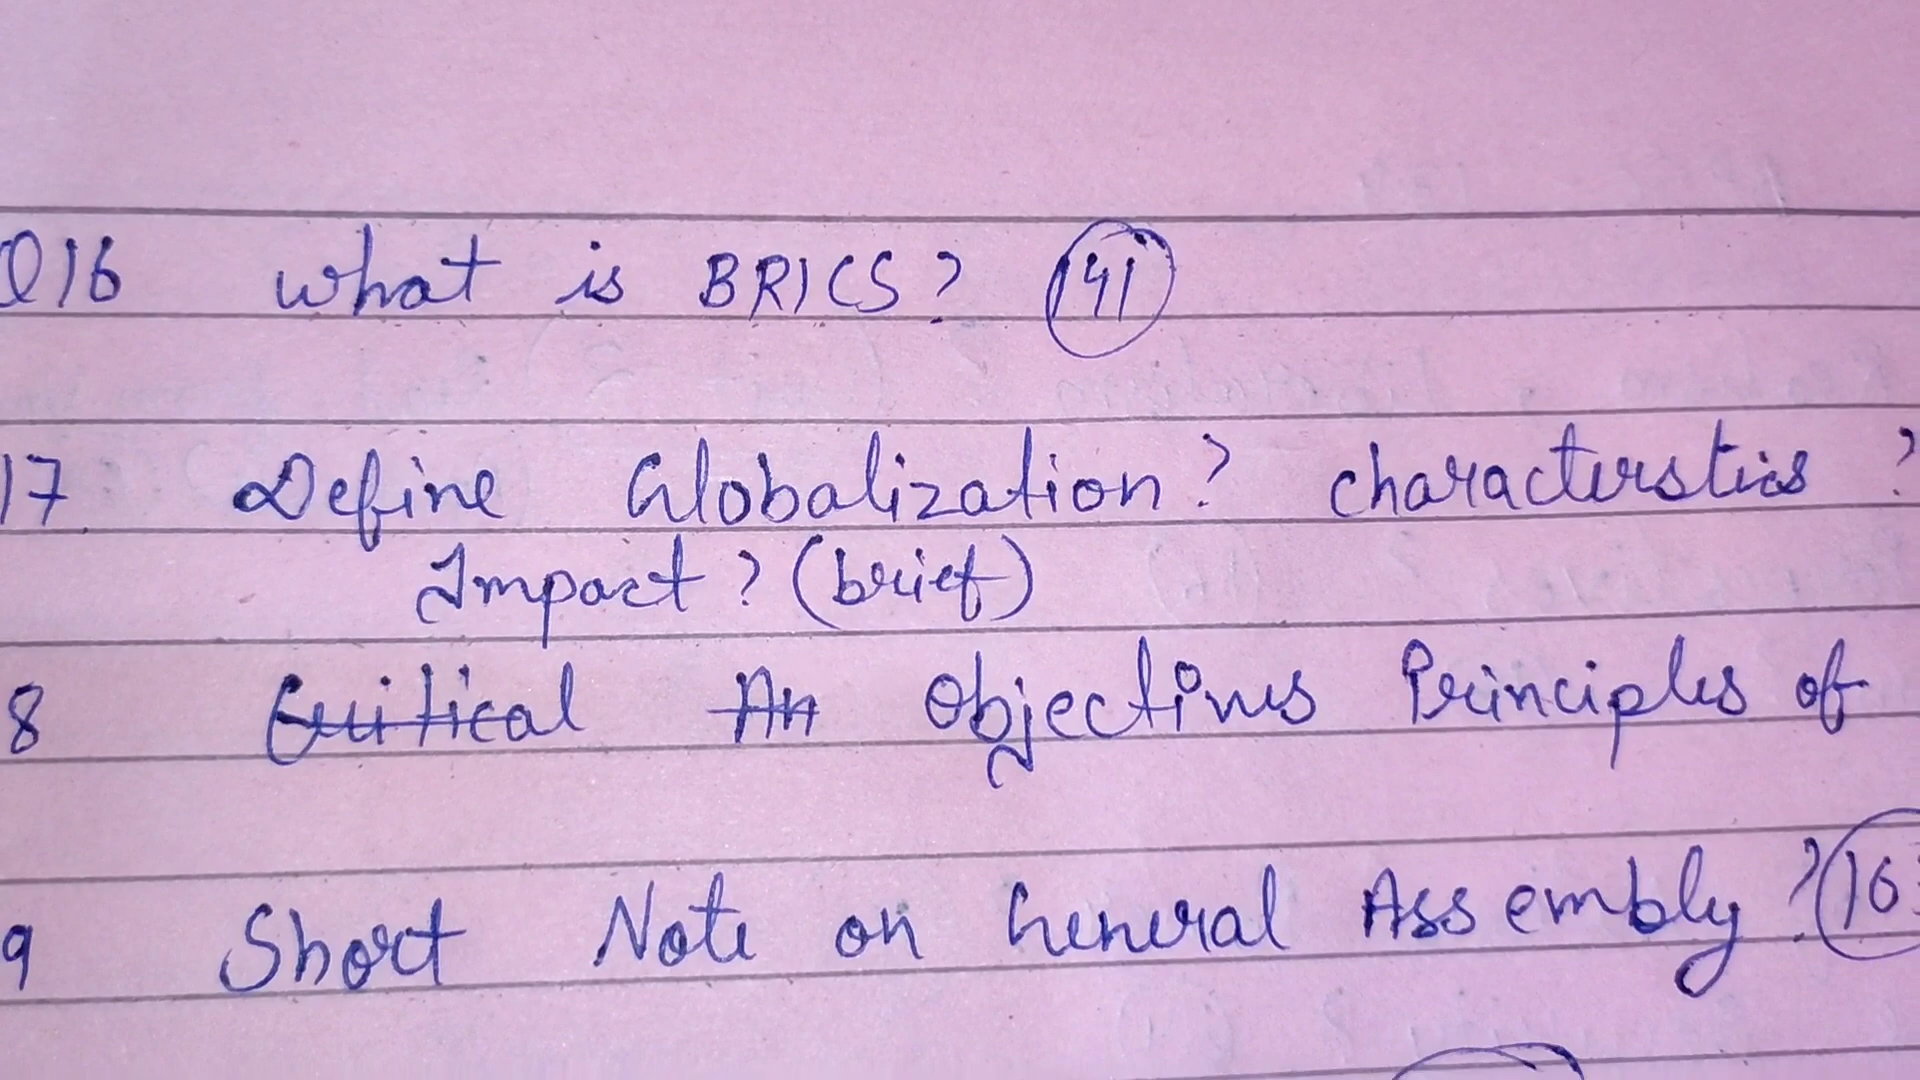 Q16 what is BRICS? (141)
17 Define Globalization? characterstics?
Impact? (brief)
8 Critical An Objectives Principles of
9 Short Note on General Assembly? (16